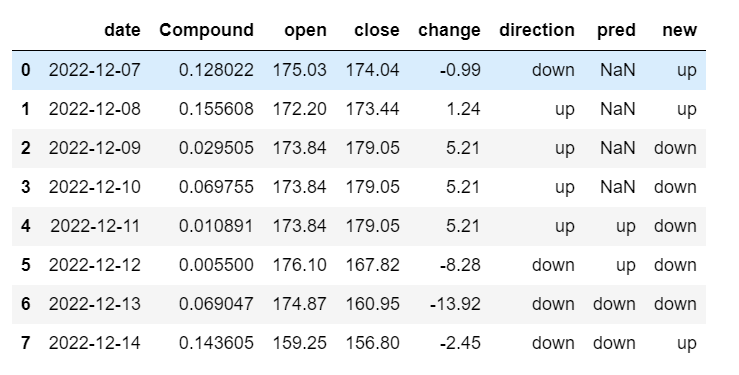 date Compound open close change direction pred new
0 2022-12-07 0.128022 175.03 174.04 -0.99 down NaN up
1 2022-12-08 0.155608 172.20 173.44 1.24 up NaN up
2 2022-12-09 0.029505 173.84 179.05 5.21 up NaN down
3 2022-12-10 0.069755 173.84 179.05 5.21 up NaN down
4 2022-12-11 0.010891 173.84 179.05 5.21 up up down
5 2022-12-12 0.005500 176.10 167.82 -8.28 down up down
6 2022-12-13 0.069047 174.87 160.95 -13.92 down down down
7 2022-12-14 0.143605 159.25 156.80 -2.45 down down up